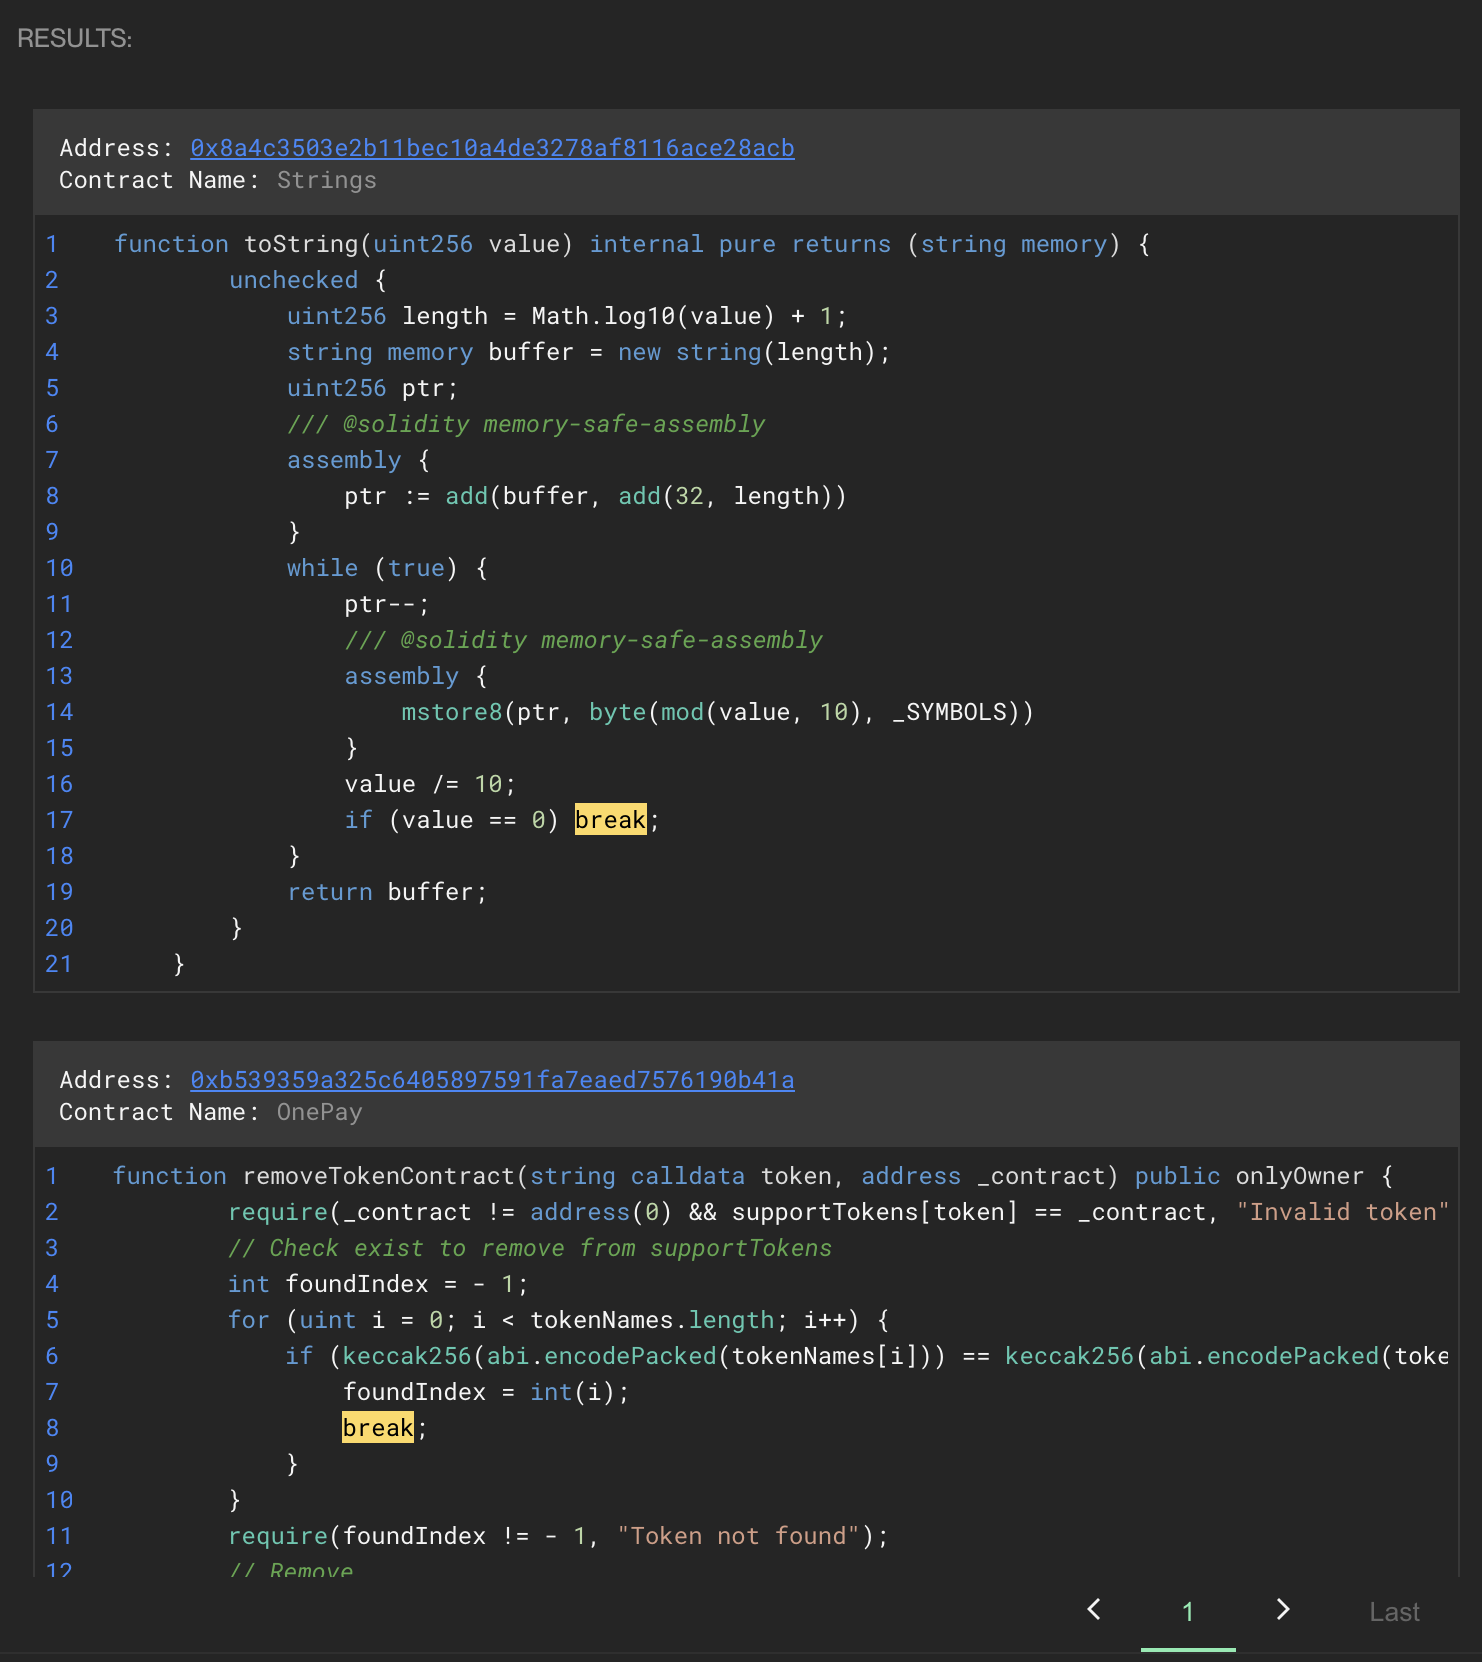 RESULTS:
Address: 0x8a4c3503e2b11bec10a4de3278af8116ace28acb
Contract Name: Strings
1 function toString(uint256 value) internal pure returns (string memory) {
2 unchecked {
3 uint256 length = Math.log10(value) + 1;
4 string memory buffer = new string(length);
5 uint256 ptr;
6 /// @solidity memory-safe-assembly
7 assembly {
8 ptr := add(buffer, add(32, length))
9 }
10 while (true) {
11 ptr--;
12 /// @solidity memory-safe-assembly
13 assembly {
14 mstore8(ptr, byte(mod(value, 10), _SYMBOLS))
15 }
16 value /= 10;
17 if (value == 0) break;
18 }
19 return buffer;
20 }
21 }
Address: 0xb539359a325c6405897591fa7eaed7576190b41a
Contract Name: OnePay
1 function removeTokenContract(string calldata token, address _contract) public onlyOwner {
2 require(_contract != address(0) && supportTokens[token] == _contract, "Invalid token"
3 // Check exist to remove from supportTokens
4 int foundIndex = - 1;
5 for (uint i = 0; i < tokenNames.length; i++) {
6 if (keccak256(abi.encodePacked(tokenNames[i])) == keccak256(abi.encodePacked(toke
7 foundIndex = int(i);
8 break;
9 }
10 }
11 require(foundIndex != - 1, "Token not found");
12 // Remove
< 1 > Last